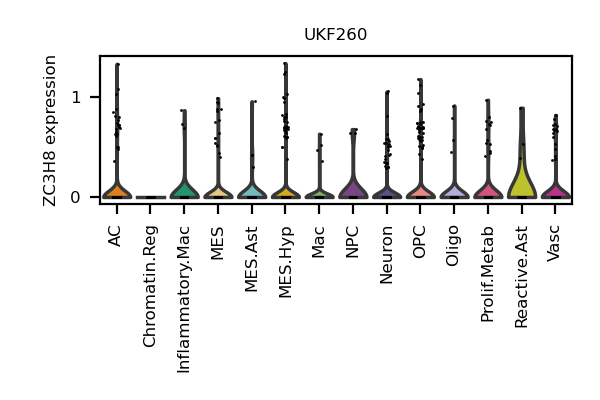 UKF260
ZC3H8 expression
1
0
AC
Chromatin.Reg
Inflammatory.Mac
MES
MES.Ast
MES.Hyp
Mac
NPC
Neuron
OPC
Oligo
Prolif.Metab
Reactive.Ast
Vasc